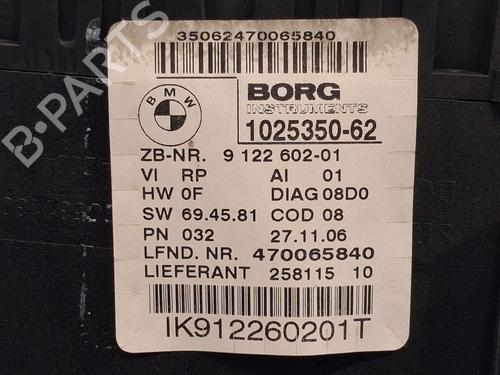 35062470065840
BMW
BORG
INSTRUMENTS
1025350-62
ZB-NR. 9 122 602-01
VI RP AI 01
HW 0F DIAG 08D0
SW 69.45.81 COD 08
PN 032 27.11.06
LFND. NR. 470065840
LIEFERANT 258115 10
IK912260201T
B-PARTS